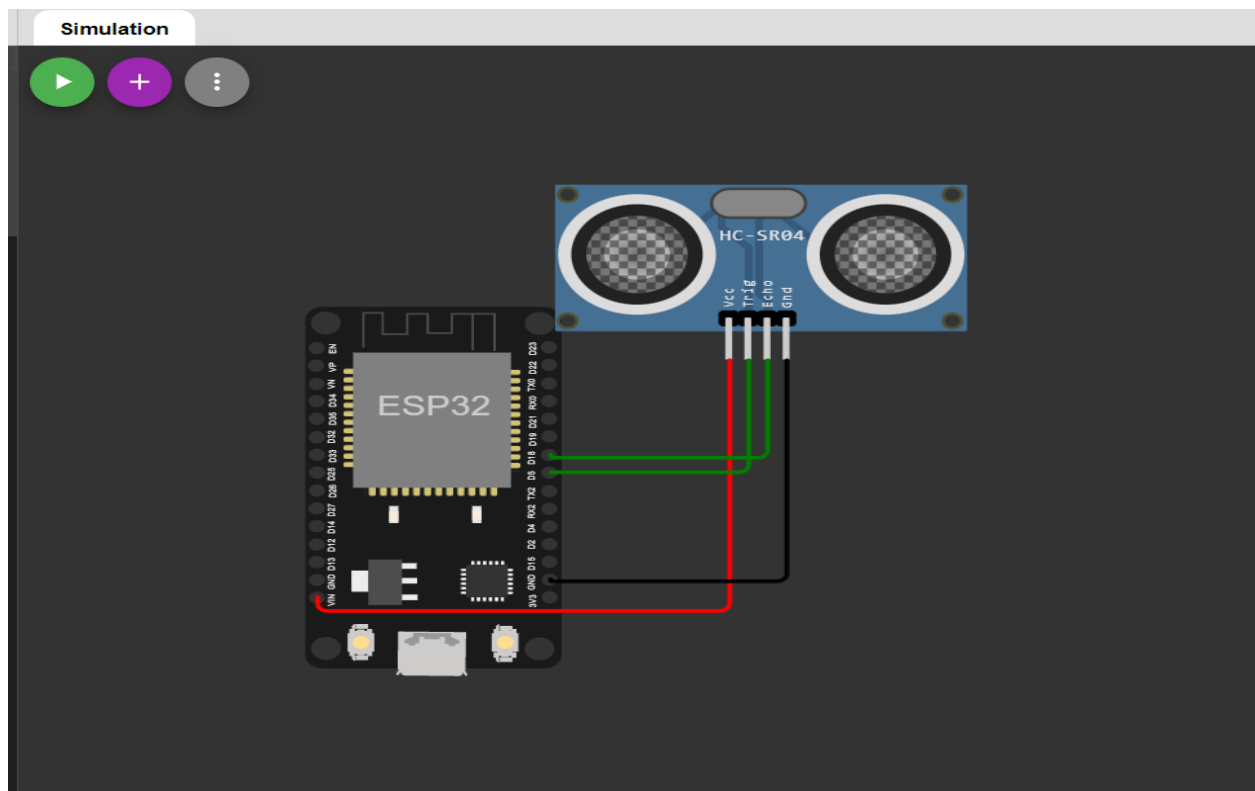 Simulation
HC-SR04
Vcc
Trig
Echo
Gnd
ESP32
EN
VP
VN
D34
D35
D32
D33
D25
D26
D27
D14
D12
D13
GND
VIN
D23
D22
TX0
RX0
D21
D19
D18
D5
TX2
RX2
D4
D2
D15
GND
3V3